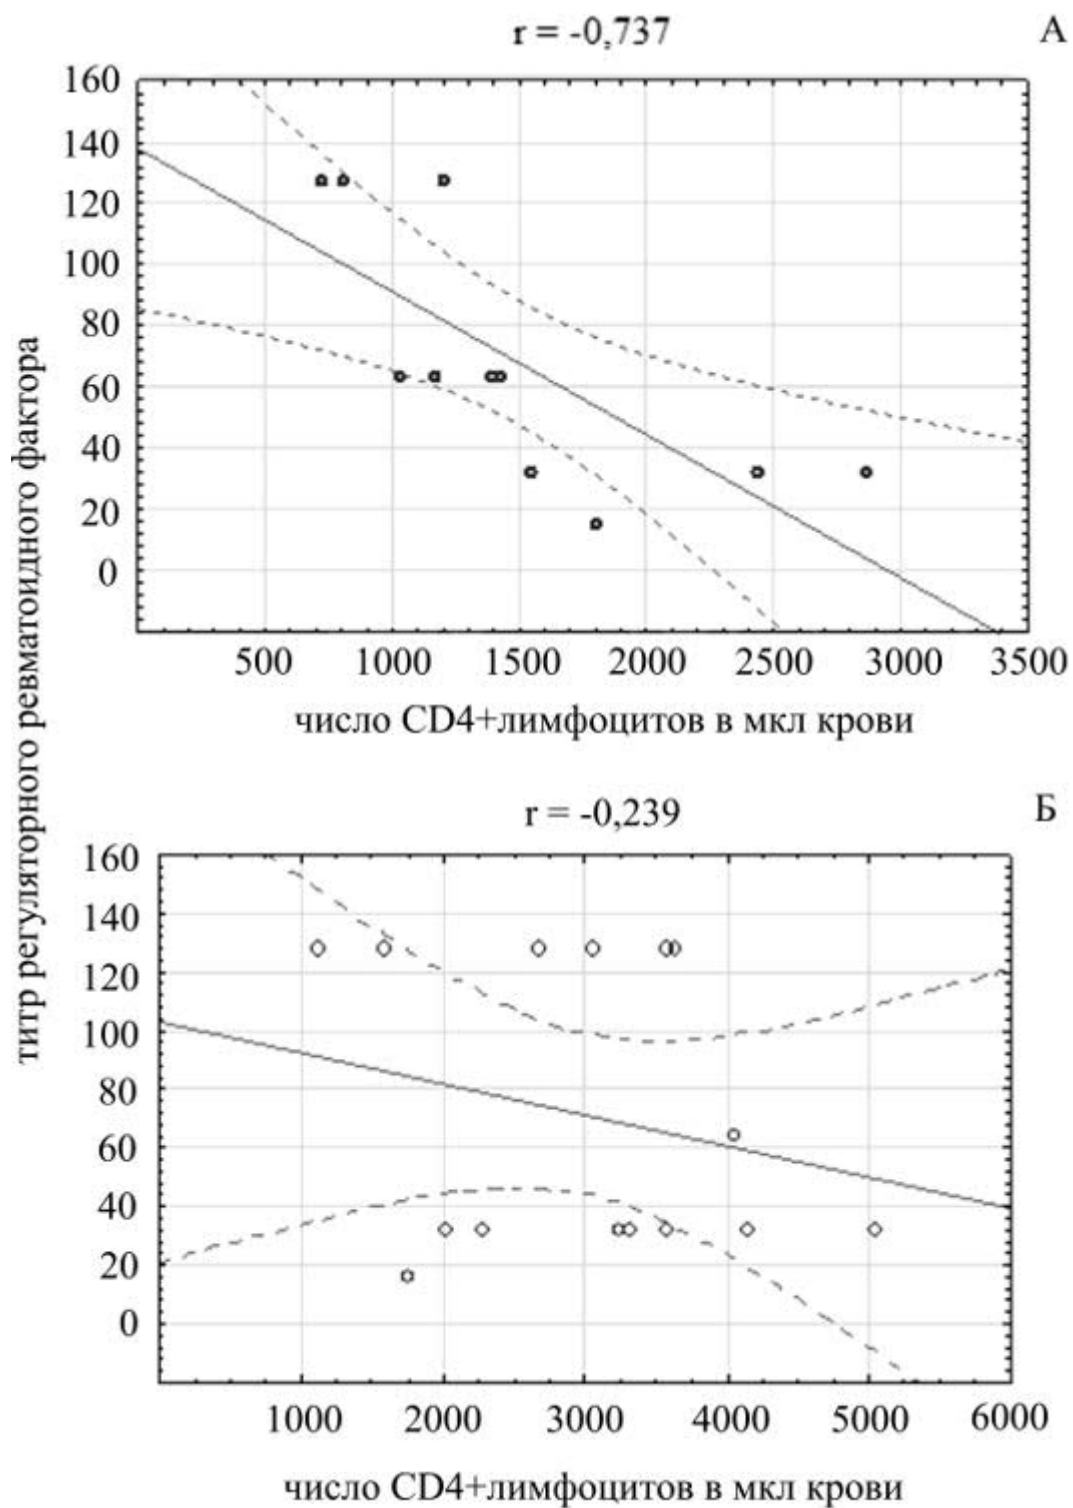 r = -0,737
А
160
140
120
100
80
60
40
20
0
500 1000 1500 2000 2500 3000 3500
число CD4+лимфоцитов в мкл крови
титр регуляторного ревматоидного фактора
r = -0,239
Б
160
140
120
100
80
60
40
20
0
1000 2000 3000 4000 5000 6000
число CD4+лимфоцитов в мкл крови